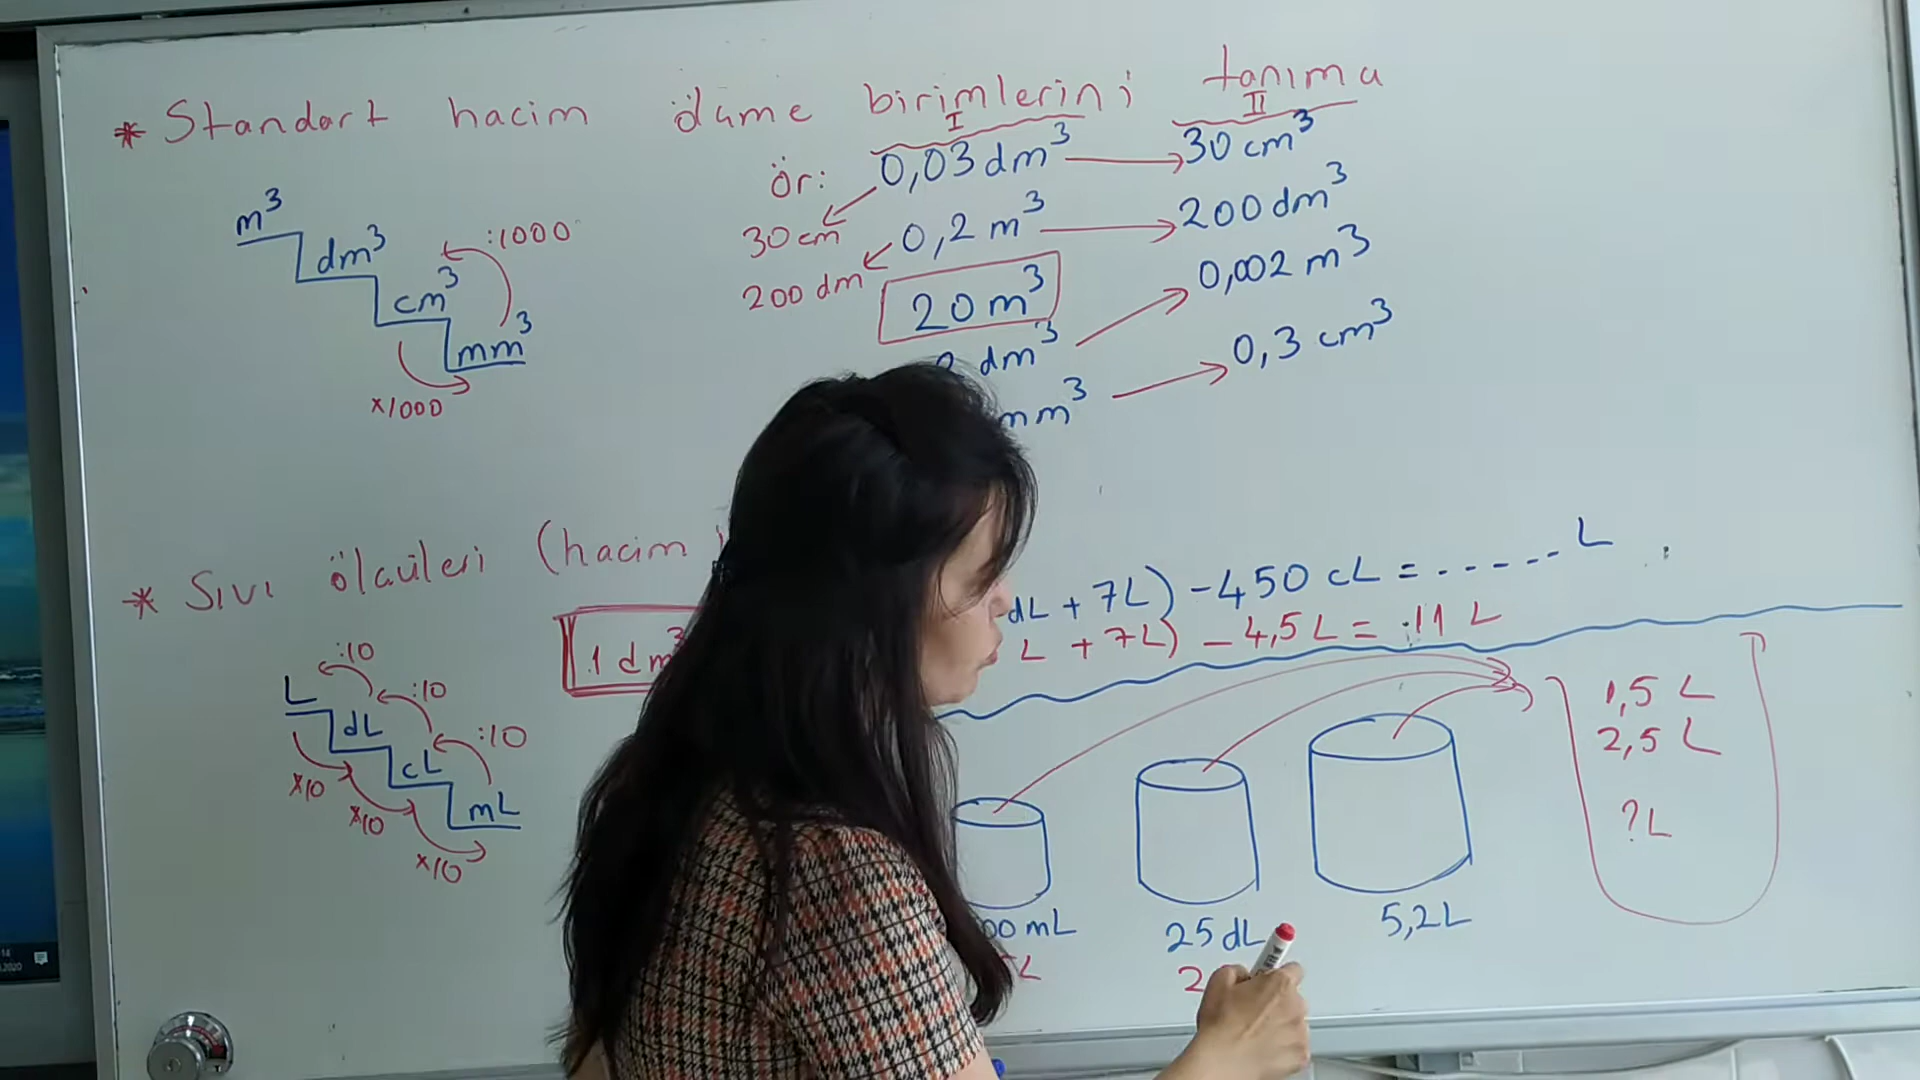 * Standart hacim ölçme birimlerini tanıma
I II
ör: 0,03 dm³ → 30 cm³
30 cm
0,2 m³ → 200 dm³
200 dm
20 m³
dm³ → 0,002 m³
mm³ → 0,3 cm³
m³
dm³
cm³
mm³
:1000
x1000
* Sıvı ölçüleri (hacim
1 dm³
dL + 7L) - 450 cL = ...... L
L + 7L) - 4,5 L = 11 L
L
dL
cL
mL
:10
:10
:10
x10
x10
x10
00 mL
L
25 dL
2
5,2L
1,5 L
2,5 L
? L
14
.2020